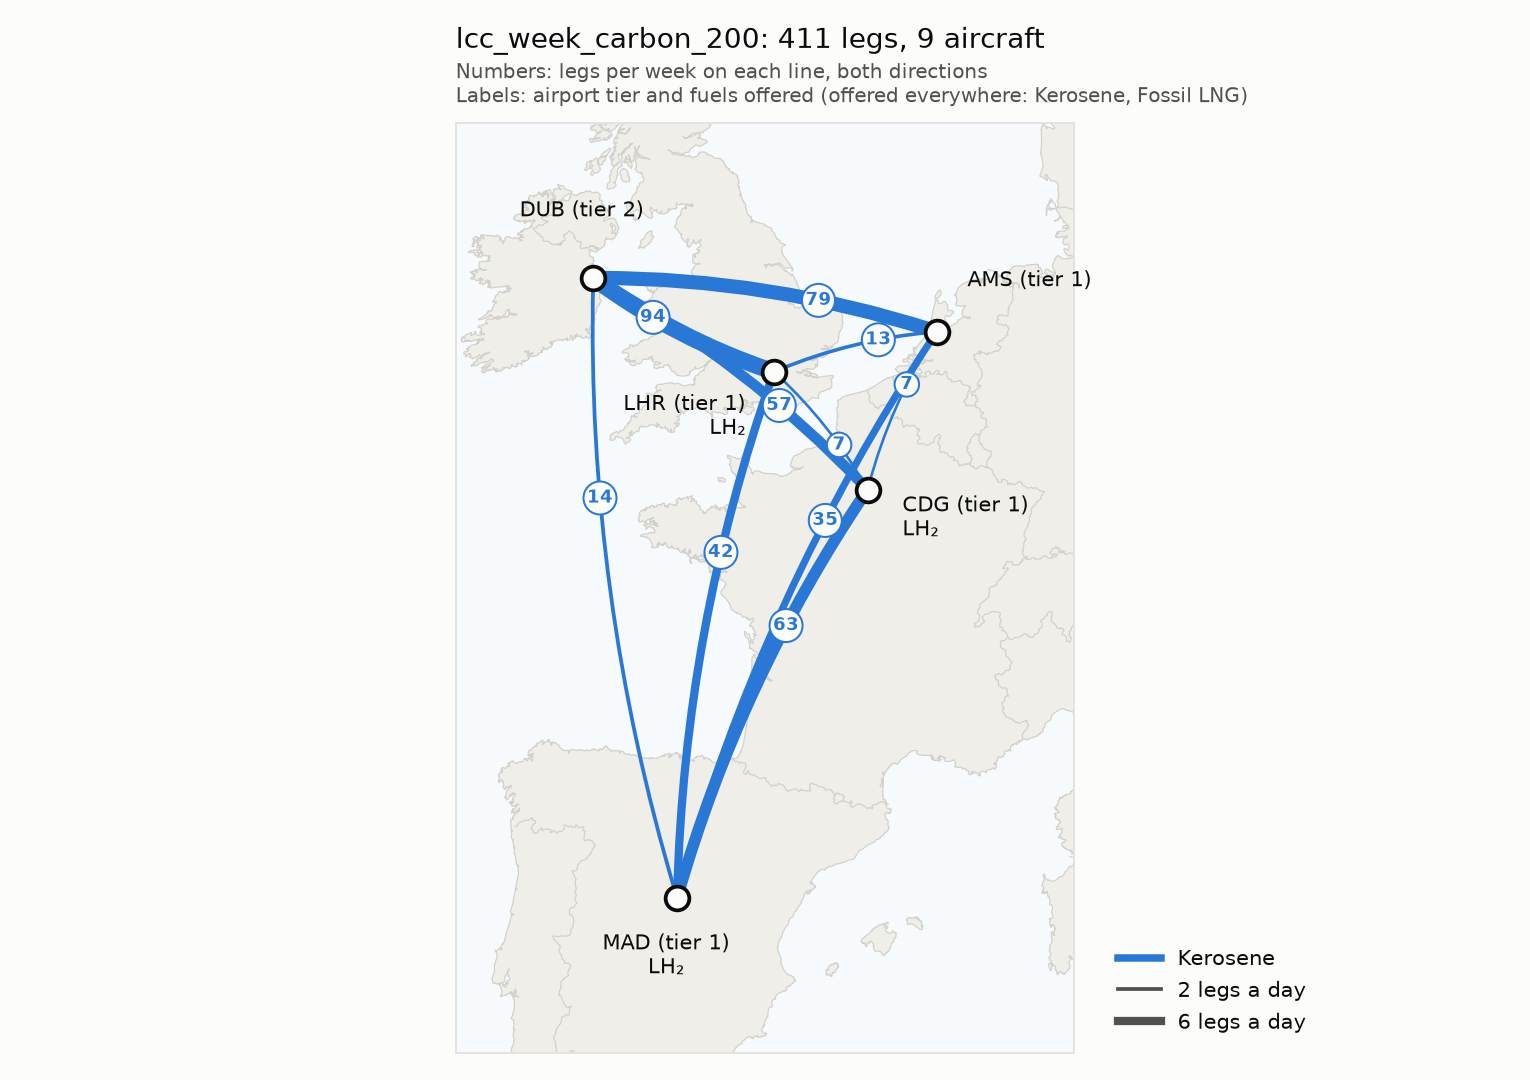 lcc_week_carbon_200: 411 legs, 9 aircraft
Numbers: legs per week on each line, both directions
Labels: airport tier and fuels offered (offered everywhere: Kerosene, Fossil LNG)
DUB (tier 2)
AMS (tier 1)
79
94
13
7
LHR (tier 1)
LH₂
57
7
14
35
CDG (tier 1)
LH₂
42
63
MAD (tier 1)
LH₂
Kerosene
2 legs a day
6 legs a day